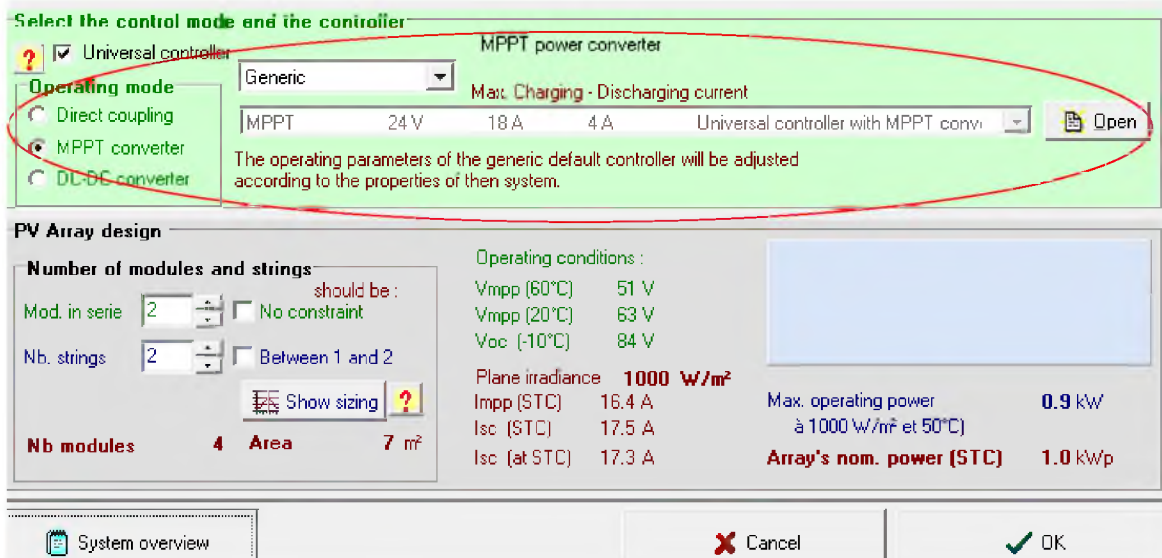 Select the control mode and the controller
? Universal controller
MPPT power converter
Generic
Operating mode
Max. Charging - Discharging current
Direct coupling
MPPT 24 V 18 A 4 A Universal controller with MPPT conv
Open
MPPT converter
The operating parameters of the generic default controller will be adjusted
DC-DC converter
according to the properties of then system.
PV Array design
Number of modules and strings
should be :
Mod. in serie 2 No constraint
Nb. strings 2 Between 1 and 2
Show sizing ?
Nb modules 4 Area 7 m²
Operating conditions :
Vmpp (60°C) 51 V
Vmpp (20°C) 63 V
Voc (-10°C) 84 V
Plane irradiance 1000 W/m²
Impp (STC) 16.4 A
Isc (STC) 17.5 A
Isc (at STC) 17.3 A
Max. operating power 0.9 kW
à 1000 W/m² et 50°C)
Array's nom. power (STC) 1.0 kWp
System overview
Cancel
OK